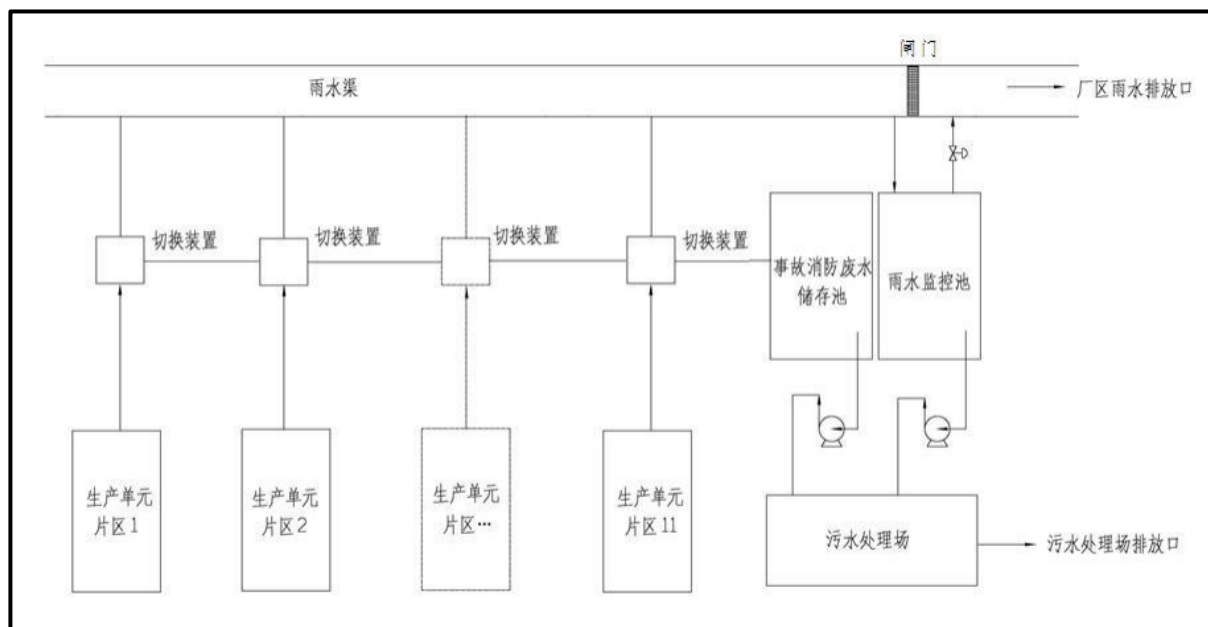 闸门
雨水渠
厂区雨水排放口
切换装置
切换装置
切换装置
切换装置
事故消防废水
储存池
雨水监控池
生产单元
片区1
生产单元
片区2
生产单元
片区…
生产单元
片区11
污水处理场
污水处理场排放口